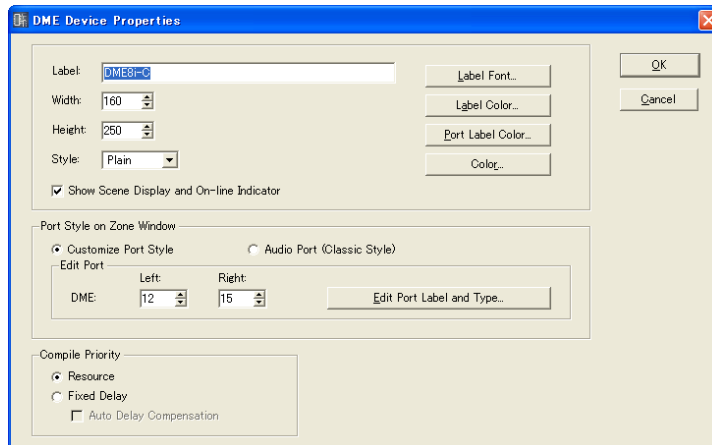 DME Device Properties
Label: DME8i-C
Label Font...
OK
Width: 160
Label Color...
Cancel
Height: 250
Port Label Color...
Style: Plain
Color...
Show Scene Display and On-line Indicator
Port Style on Zone Window
Customize Port Style
Audio Port (Classic Style)
Edit Port
Left: Right:
DME: 12 15 Edit Port Label and Type...
Compile Priority
Resource
Fixed Delay
Auto Delay Compensation